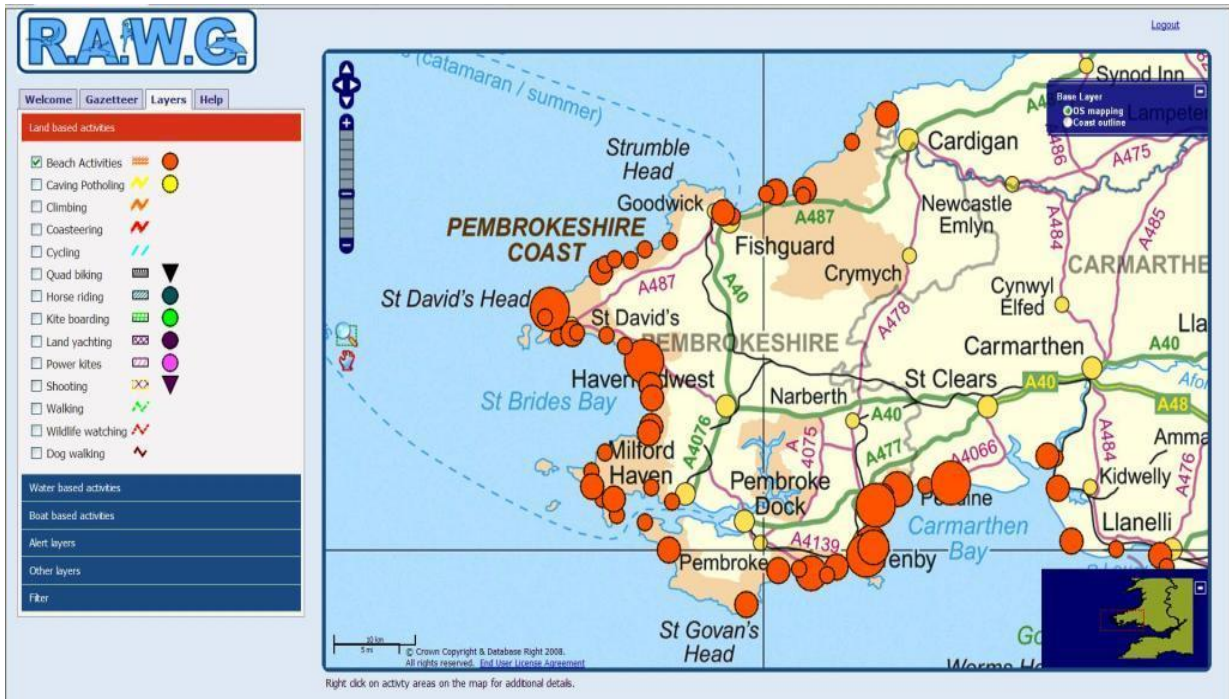 R.A.W.G.
Logout
Welcome Gazetteer Layers Help
Land based activities
Beach Activities
Caving Potholing
Climbing
Coasteering
Cycling
Quad biking
Horse riding
Kite boarding
Land yachting
Power kites
Shooting
Walking
Wildlife watching
Dog walking
Water based activities
Boat based activities
Alert layers
Other layers
Filter
(catamaran / summer)
Synod Inn
Base Layer
OS mapping
Coast outline
Lampeter
Cardigan
A486
A475
Strumble
Head
Goodwick
A487
Newcastle
Emlyn
A484
A485
PEMBROKESHIRE
COAST
Fishguard
Crymych
CARMARTHE
A487
A40
A478
Cynwyl
Elfed
St David's Head
St David's
PEMBROKESHIRE
Lla
A40
Carmarthen
St Clears
A40
A48
St Brides Bay
Narberth
A40
A4076
A4075
A477
A4066
A484
Amma
A476
Milford
Haven
Pembroke
Dock
Kidwelly
Carmarthen
Bay
Llanelli
A4139
Pembroke
enby
St Govan's
Head
Worms He
10 km
5 mi
© Crown Copyright & Database Right 2008.
All rights reserved. End User License Agreement
Right click on activty areas on the map for additional details.